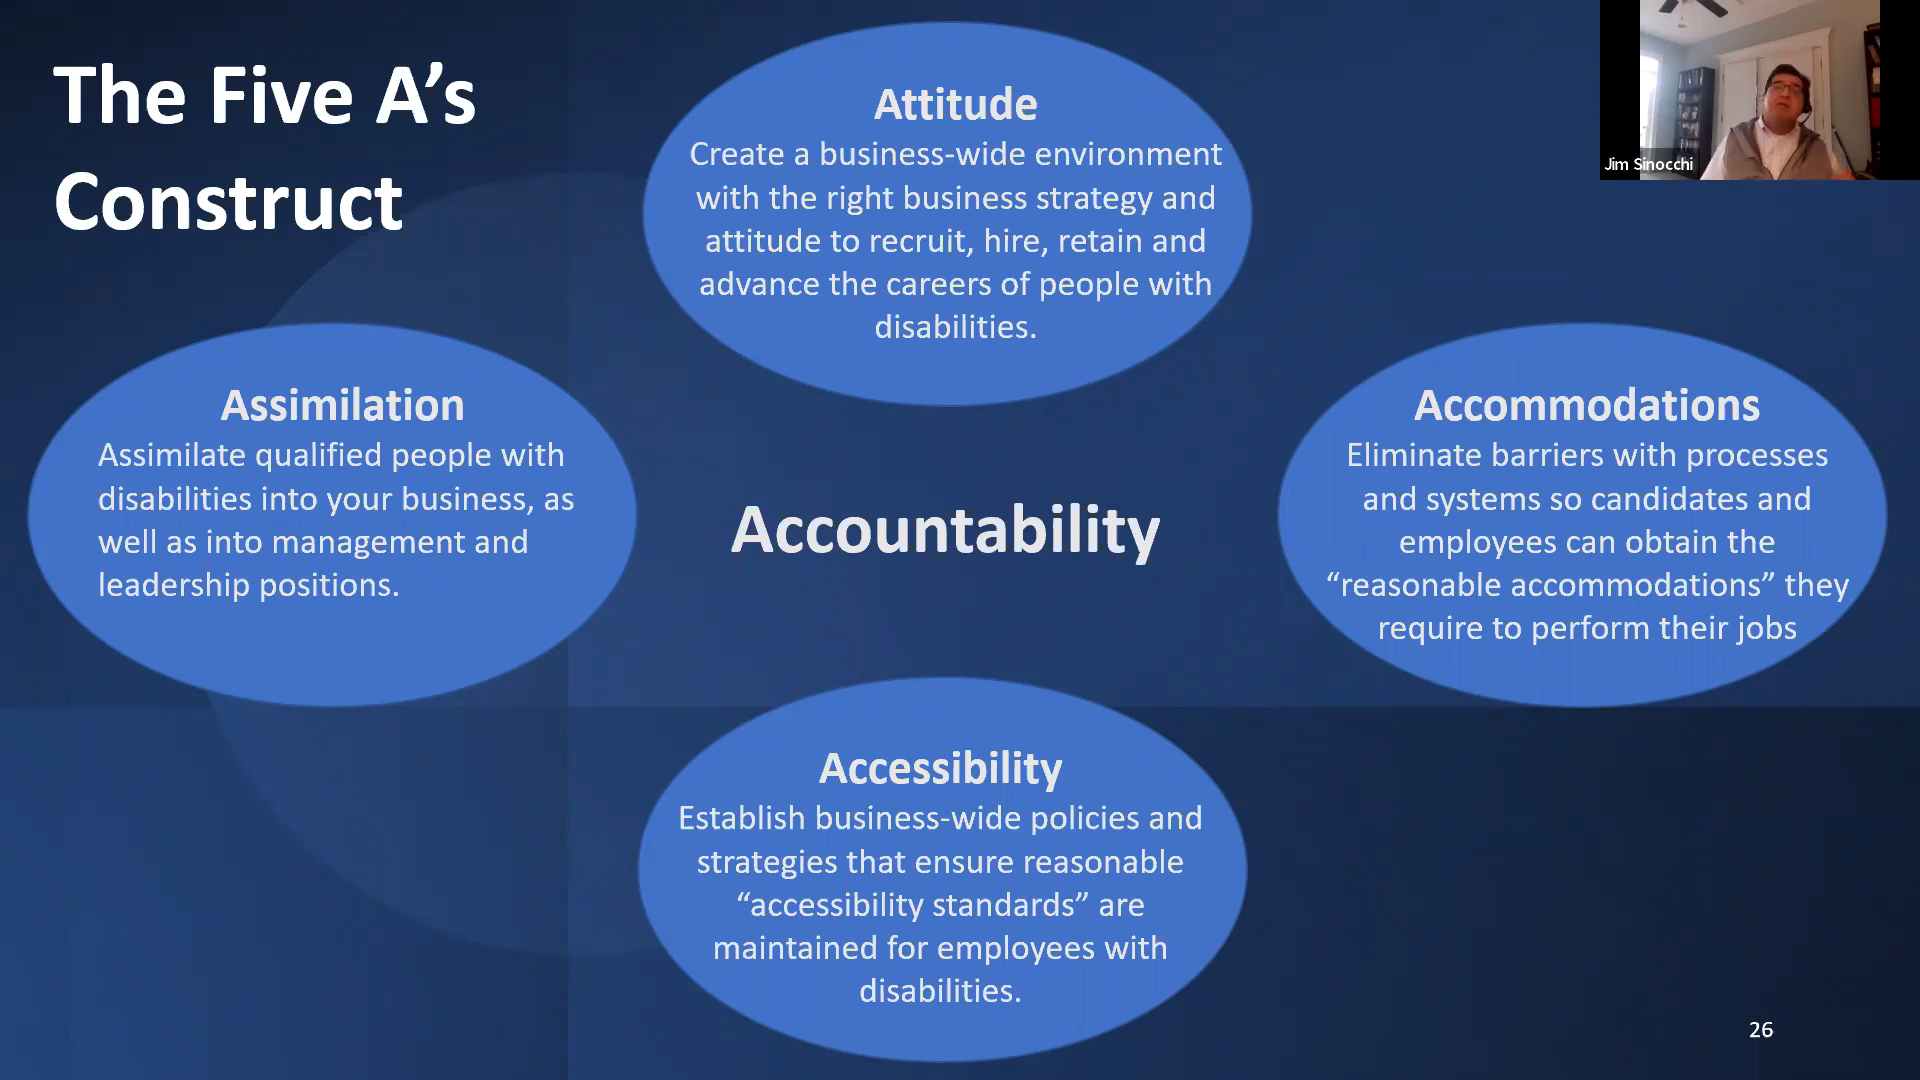 The Five A’s
Construct
Attitude
Create a business-wide environment
with the right business strategy and
attitude to recruit, hire, retain and
advance the careers of people with
disabilities.
Jim Sinocchi
Assimilation
Assimilate qualified people with
disabilities into your business, as
well as into management and
leadership positions.
Accountability
Accommodations
Eliminate barriers with processes
and systems so candidates and
employees can obtain the
“reasonable accommodations” they
require to perform their jobs
Accessibility
Establish business-wide policies and
strategies that ensure reasonable
“accessibility standards” are
maintained for employees with
disabilities.
26